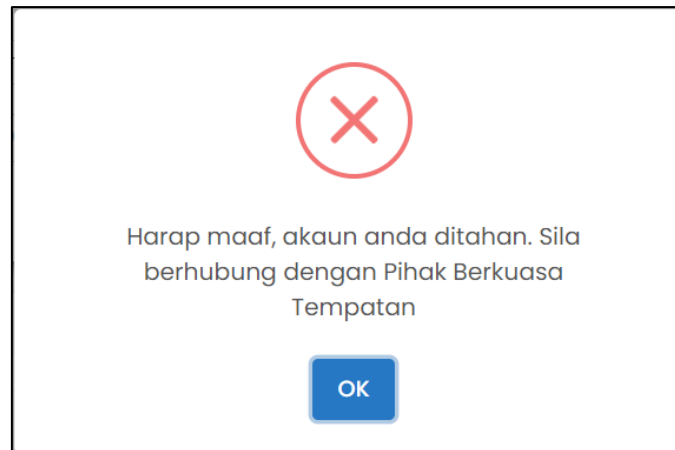 Harap maaf, akaun anda ditahan. Sila
berhubung dengan Pihak Berkuasa
Tempatan
OK